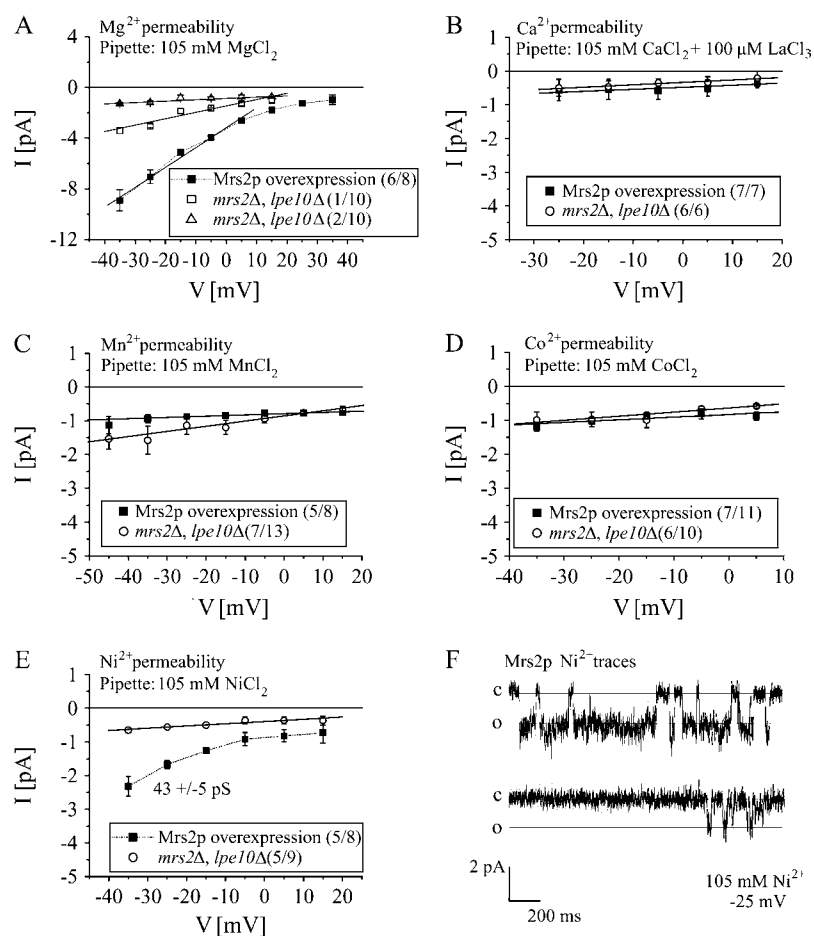 A
Mg2+permeability
Pipette: 105 mM MgCl2
I [pA]
0
-4
-8
-12
Mrs2p overexpression (6/8)
mrs2Δ, lpe10Δ(1/10)
mrs2Δ, lpe10Δ(2/10)
-40 -30 -20 -10 0 10 20 30 40
V [mV]
B
Ca2+permeability
Pipette: 105 mM CaCl2+ 100 μM LaCl3
I [pA]
1
0
-1
-2
-3
-4
-5
Mrs2p overexpression (7/7)
mrs2Δ, lpe10Δ (6/6)
-30 -20 -10 0 10 20
V [mV]
C
Mn2+permeability
Pipette: 105 mM MnCl2
I [pA]
1
0
-1
-2
-3
-4
-5
Mrs2p overexpression (5/8)
mrs2Δ, lpe10Δ(7/13)
-50 -40 -30 -20 -10 0 10 20
V [mV]
D
Co2+permeability
Pipette: 105 mM CoCl2
I [pA]
1
0
-1
-2
-3
-4
-5
Mrs2p overexpression (7/11)
mrs2Δ, lpe10Δ(6/10)
-40 -30 -20 -10 0 10
V [mV]
E
Ni2+permeability
Pipette: 105 mM NiCl2
I [pA]
1
0
-1
-2
-3
-4
-5
43 +/-5 pS
Mrs2p overexpression (5/8)
mrs2Δ, lpe10Δ(5/9)
-40 -30 -20 -10 0 10 20
V [mV]
F
Mrs2p Ni2+traces
c
o
c
o
2 pA
200 ms
105 mM Ni2+
-25 mV